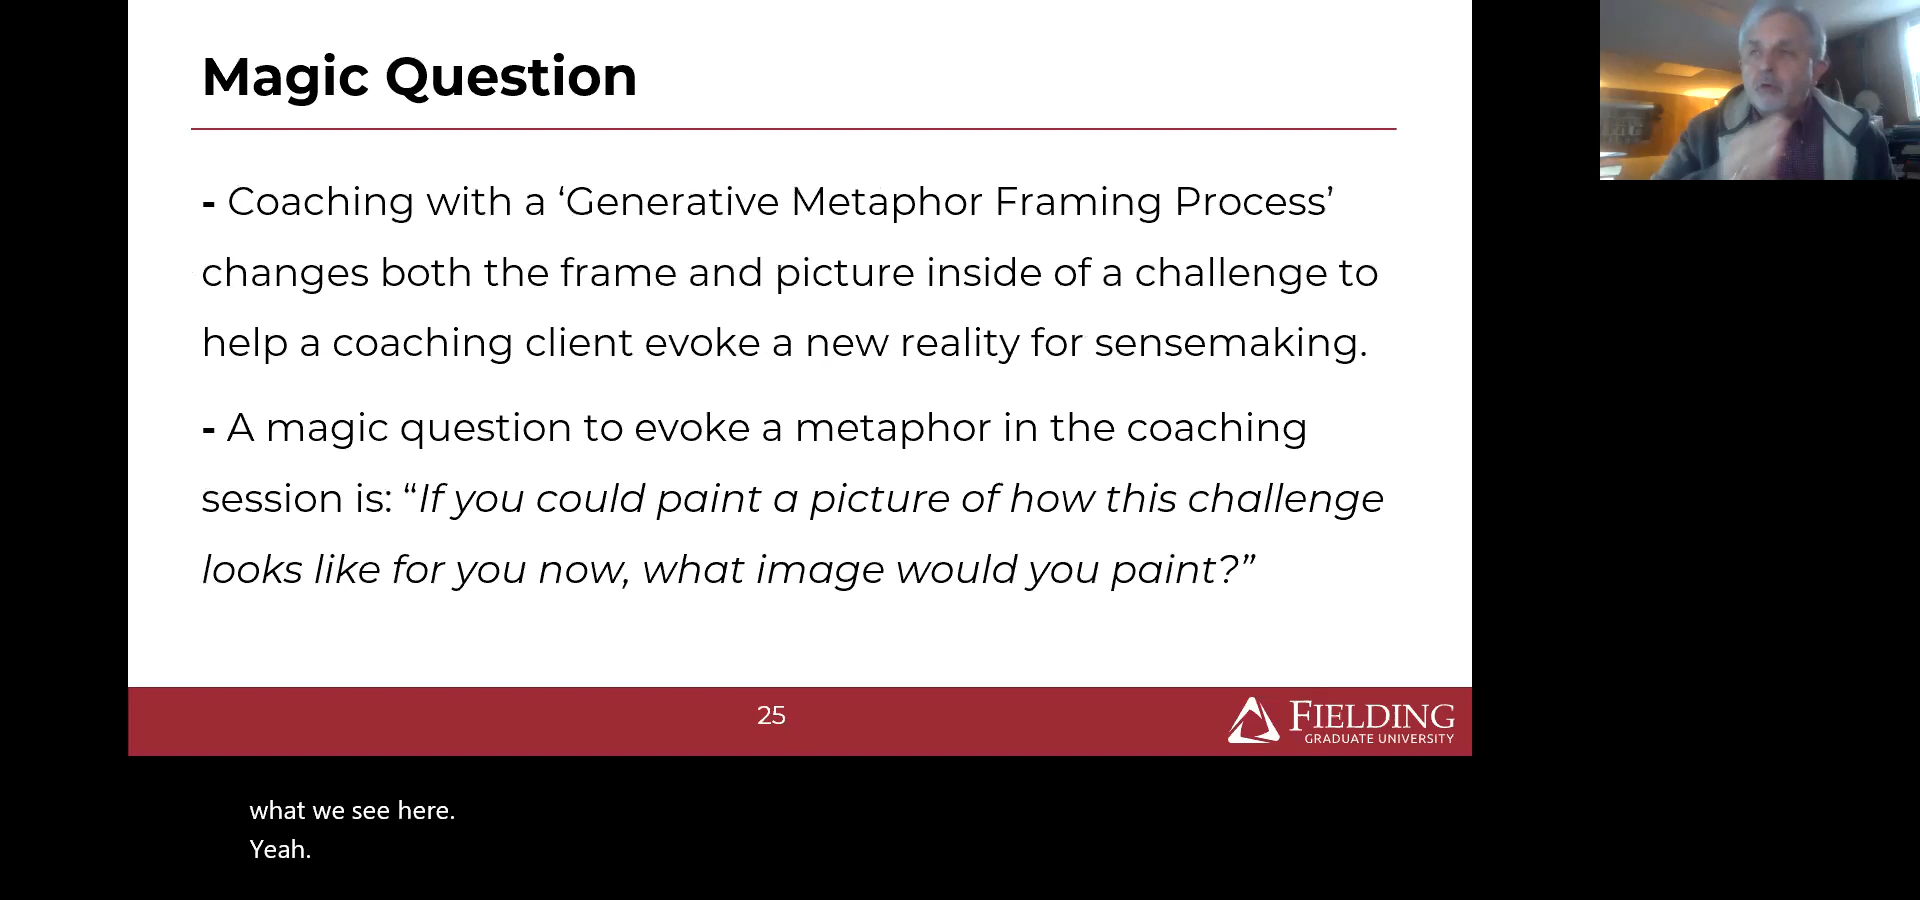 Magic Question
- Coaching with a ‘Generative Metaphor Framing Process’
changes both the frame and picture inside of a challenge to
help a coaching client evoke a new reality for sensemaking.
- A magic question to evoke a metaphor in the coaching
session is: “If you could paint a picture of how this challenge
looks like for you now, what image would you paint?”
25
FIELDING
GRADUATE UNIVERSITY
what we see here.
Yeah.